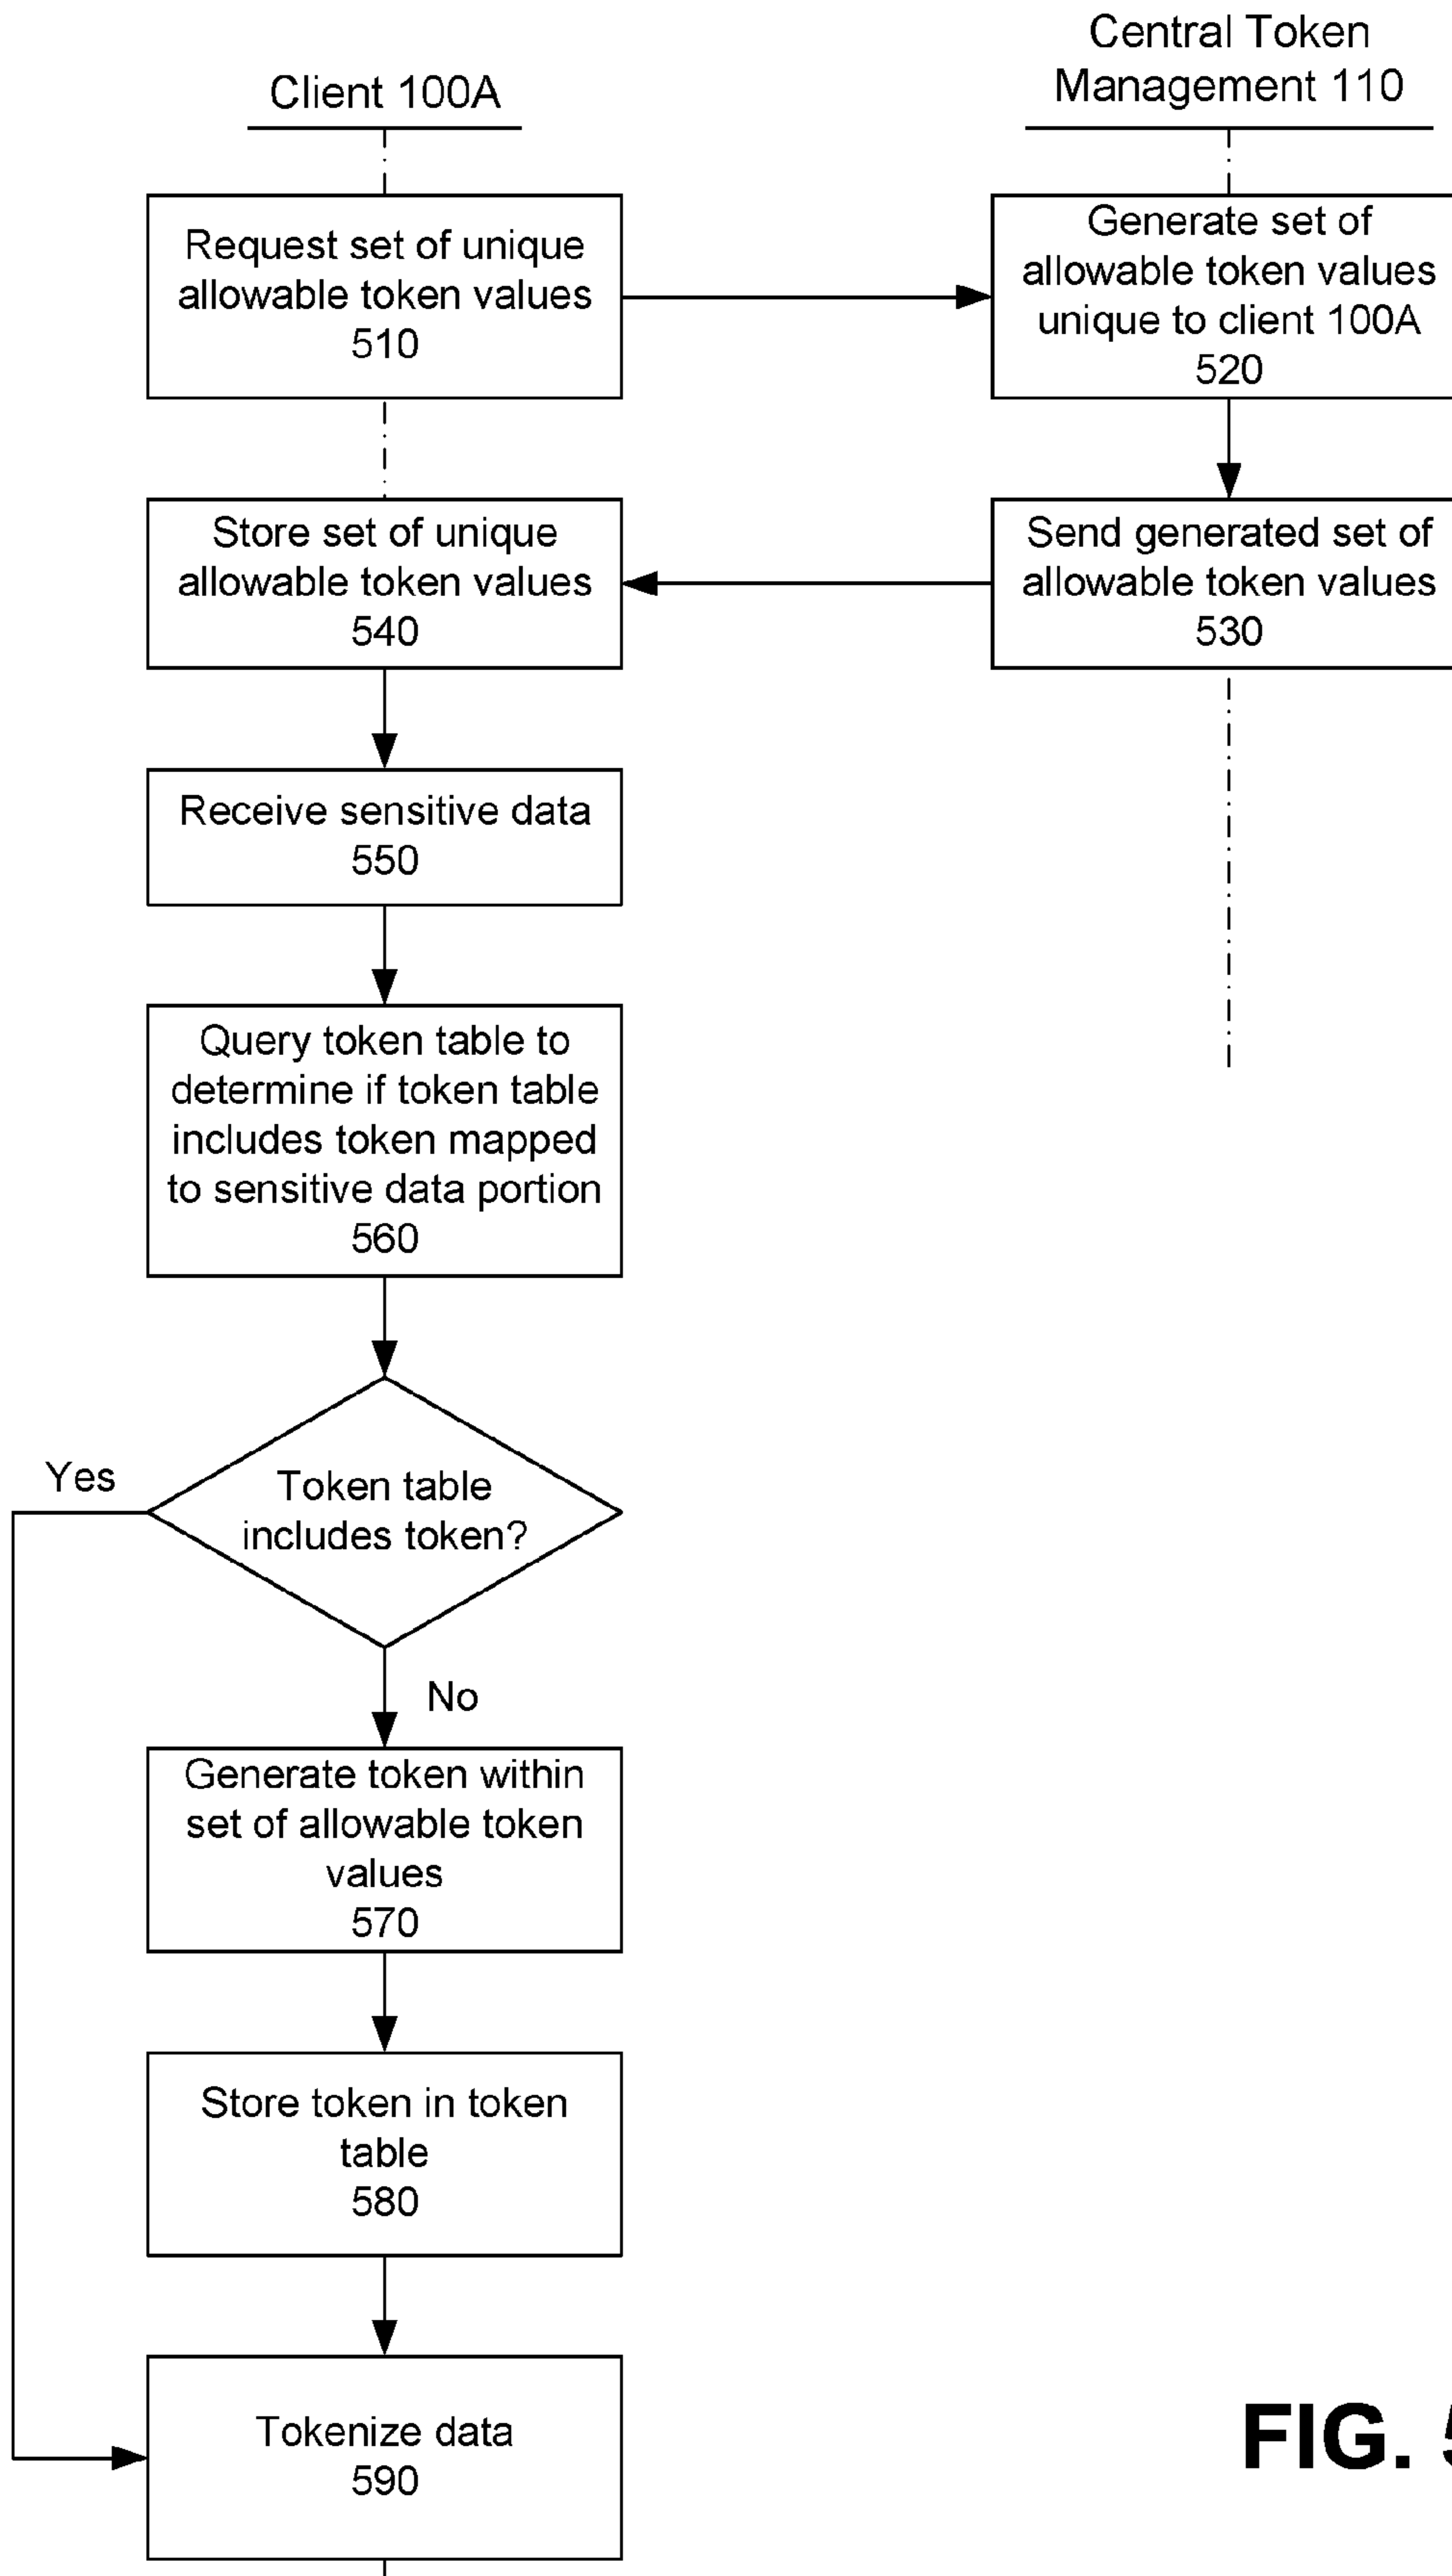 Client 100A
Central Token
Management 110
Request set of unique
allowable token values
510
Generate set of
allowable token values
unique to client 100A
520
Store set of unique
allowable token values
540
Send generated set of
allowable token values
530
Receive sensitive data
550
Query token table to
determine if token table
includes token mapped
to sensitive data portion
560
Yes
Token table
includes token?
No
Generate token within
set of allowable token
values
570
Store token in token
table
580
Tokenize data
590
FIG. 5